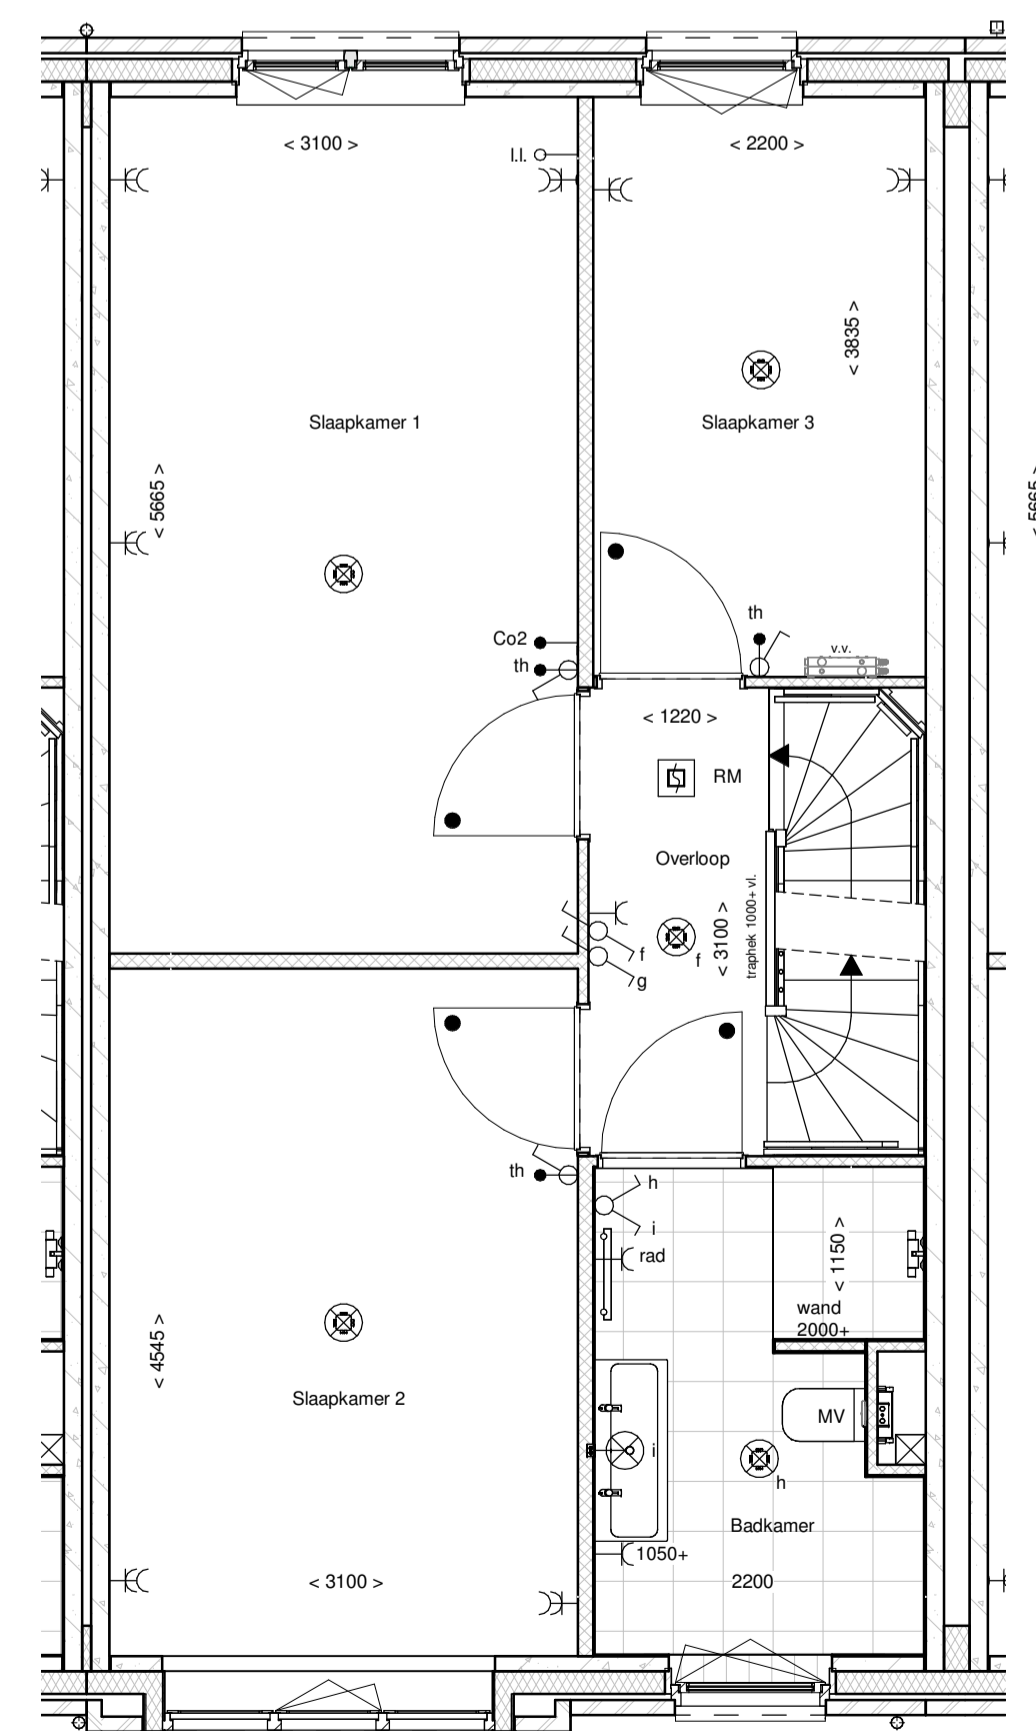 < 3100 >
l.l.
< 2200 >
< 3835 >
Slaapkamer 1
Slaapkamer 3
< 5665 >
< 5665 >
Co2
th
th
v.v.
< 1220 >
RM
Overloop
< 3100 >
traphek 1000+ vl.
f
f
g
th
h
i
rad
< 1150 >
wand
2000+
< 4545 >
Slaapkamer 2
MV
i
h
Badkamer
1050+
< 3100 >
2200